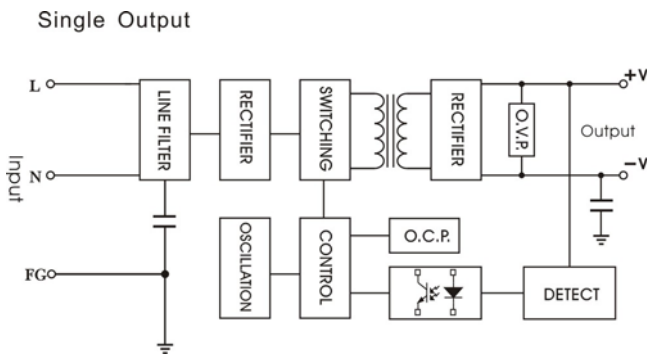 Single Output
L
LINE FILTER
RECTIFIER
SWITCHING
RECTIFIER
O.V.P.
+V
Output
Input
N
-V
FG
OSCILLATION
CONTROL
O.C.P.
DETECT